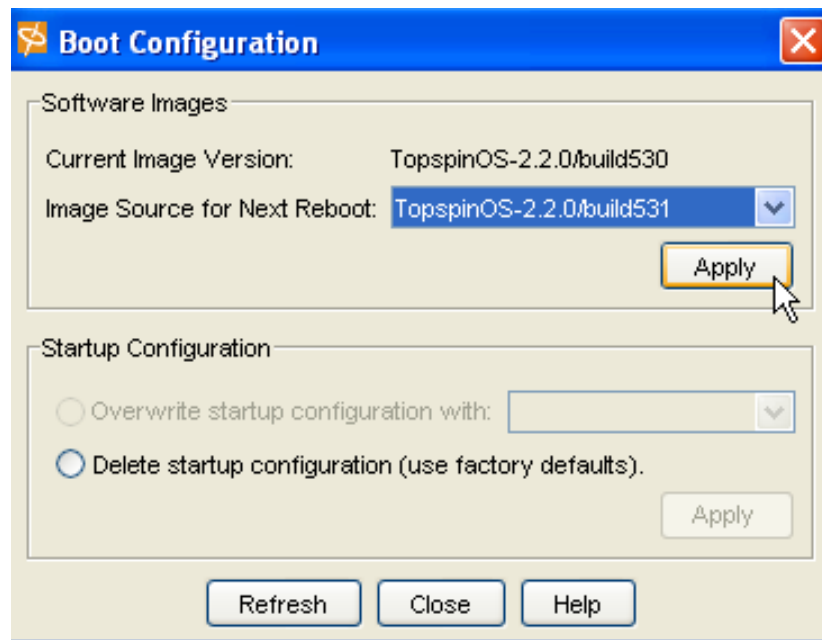 Boot Configuration
Software Images
Current Image Version: TopspinOS-2.2.0/build530
Image Source for Next Reboot: TopspinOS-2.2.0/build531
Apply
Startup Configuration
Overwrite startup configuration with:
Delete startup configuration (use factory defaults).
Apply
Refresh Close Help